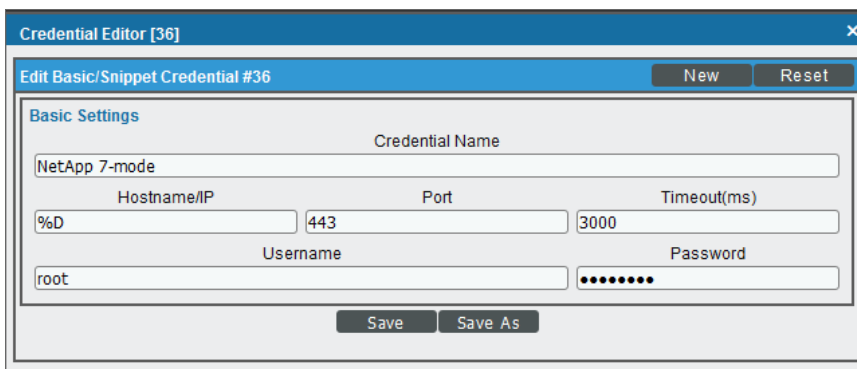 Credential Editor [36]
Edit Basic/Snippet Credential #36 New Reset
Basic Settings
Credential Name
NetApp 7-mode
Hostname/IP Port Timeout(ms)
%D 443 3000
Username Password
root ••••••••
Save Save As